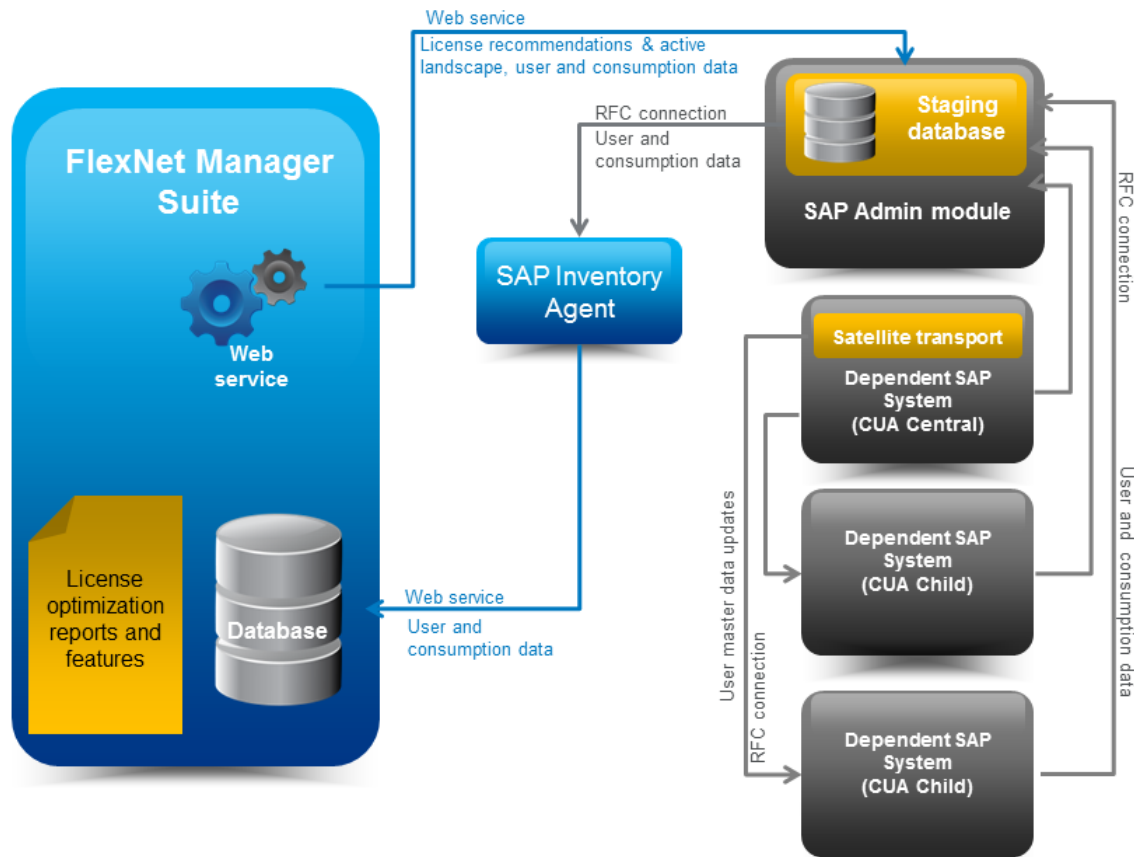 Web service
License recommendations & active
landscape, user and consumption data
FlexNet Manager
Suite
Web
service
License
optimization
reports and
features
Database
RFC connection
User and
consumption data
SAP Inventory
Agent
Web service
User and
consumption data
Staging
database
SAP Admin module
Satellite transport
Dependent SAP
System
(CUA Central)
Dependent SAP
System
(CUA Child)
Dependent SAP
System
(CUA Child)
User master data updates
RFC connection
RFC connection
User and consumption data